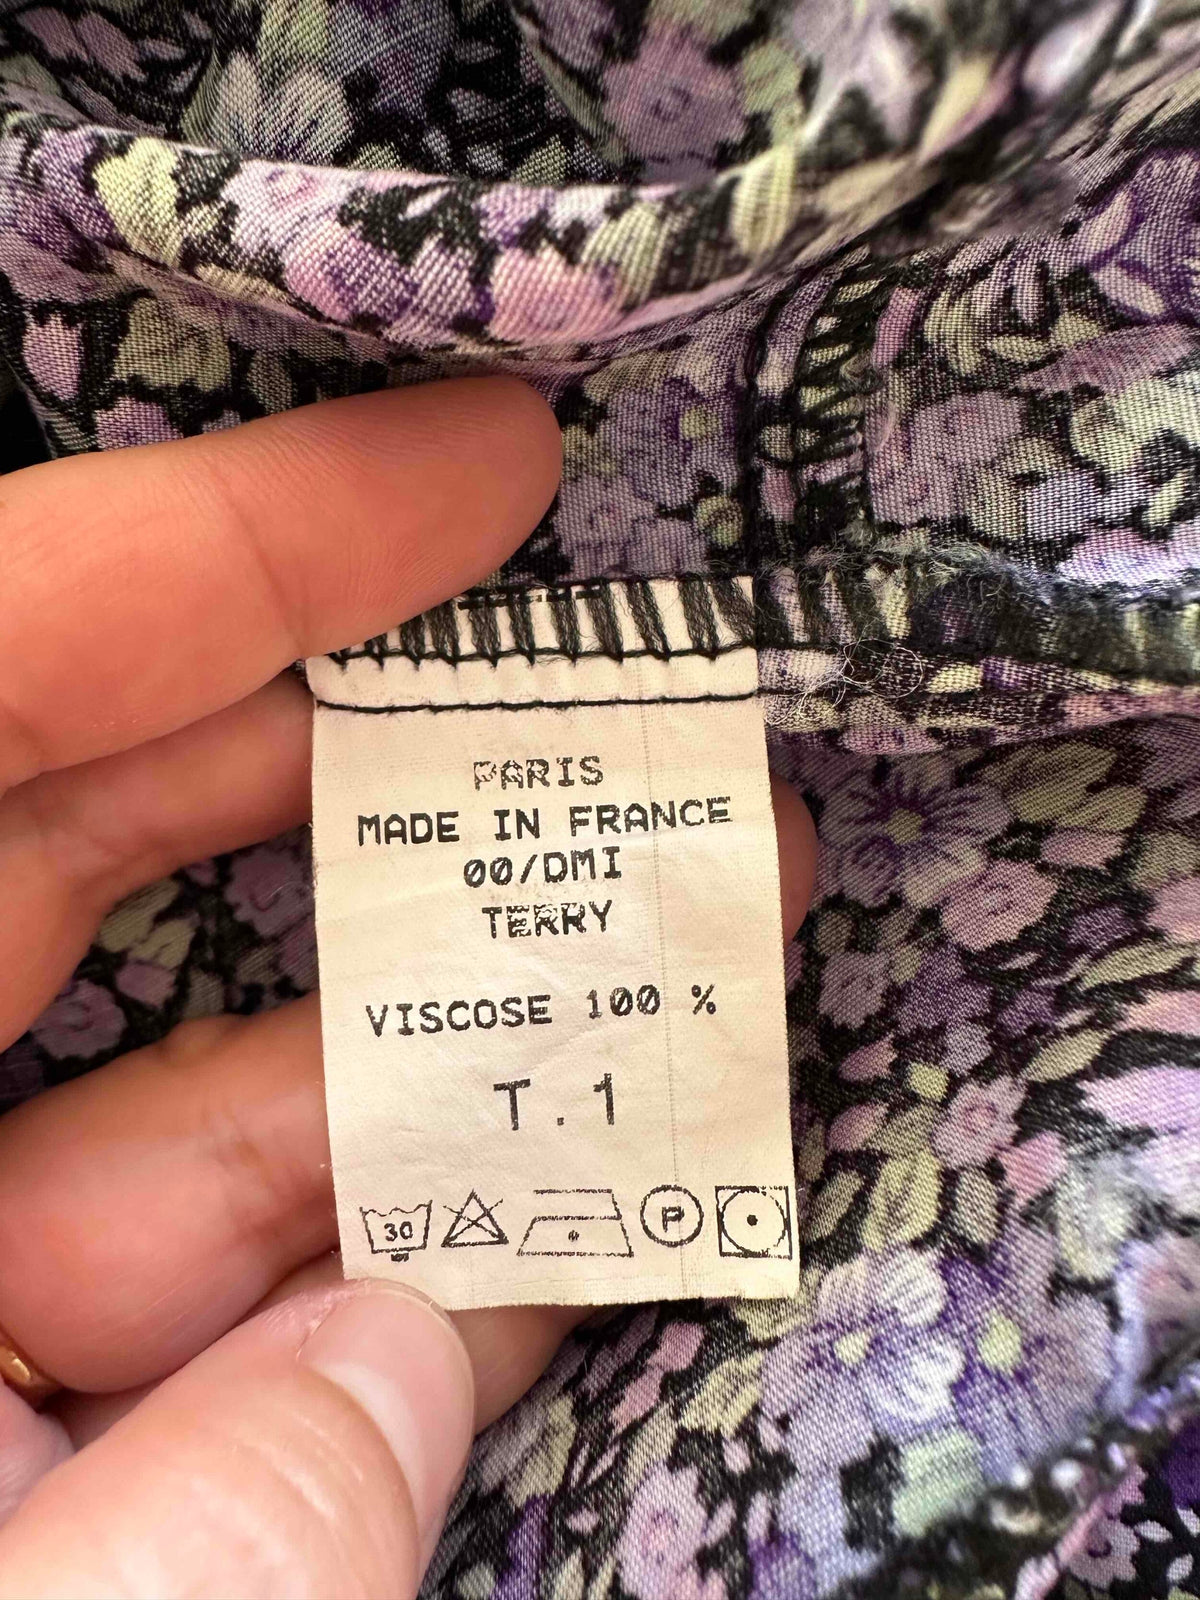 PARIS
MADE IN FRANCE
00/DMI
TERRY
VISCOSE 100 %
T.1
30 P